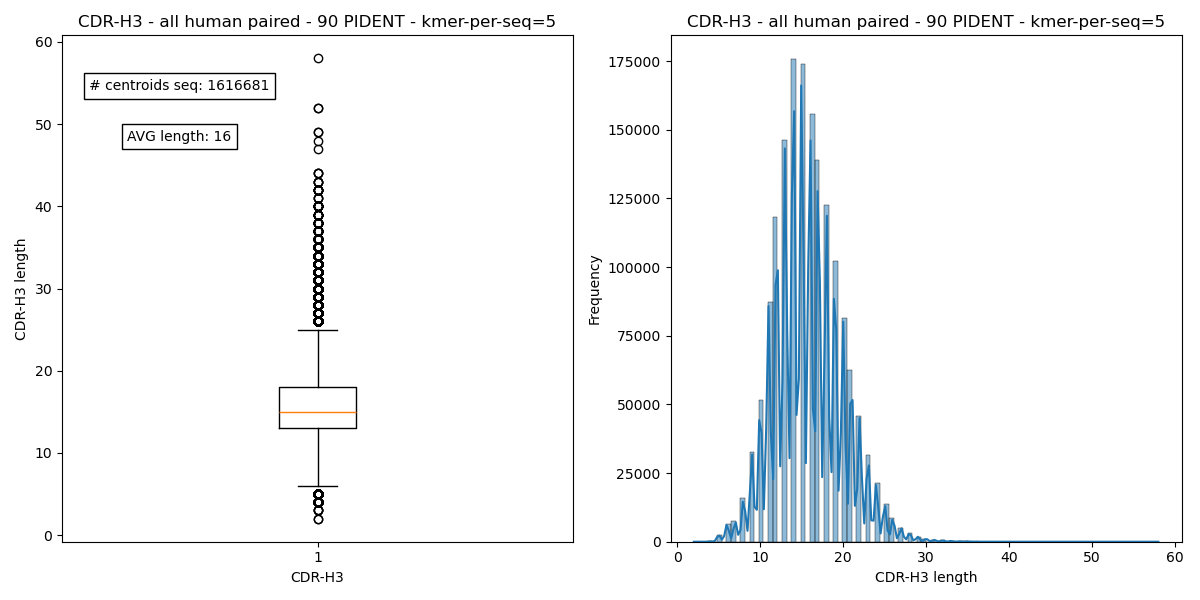 CDR-H3 - all human paired - 90 PIDENT - kmer-per-seq=5
60
50
40
30
20
10
0
CDR-H3 length
# centroids seq: 1616681
AVG length: 16
1
CDR-H3
CDR-H3 - all human paired - 90 PIDENT - kmer-per-seq=5
175000
150000
125000
100000
75000
50000
25000
0
Frequency
0 10 20 30 40 50 60
CDR-H3 length